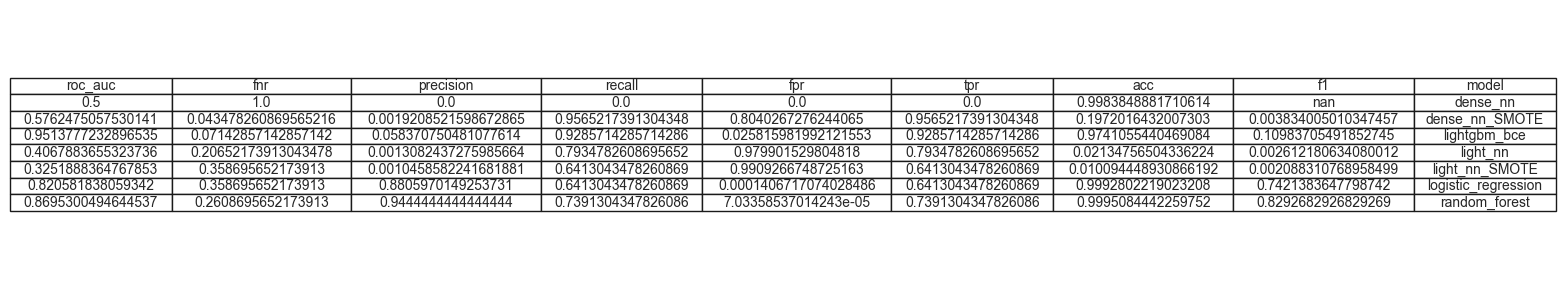 roc_auc fnr precision recall fpr tpr acc f1 model
0.5 1.0 0.0 0.0 0.0 0.0 0.9983848881710614 nan dense_nn
0.5762475057530141 0.043478260869565216 0.0019208521598672865 0.9565217391304348 0.8040267276244065 0.9565217391304348 0.1972016432007303 0.003834005010347457 dense_nn_SMOTE
0.9513777232896535 0.07142857142857142 0.058370750481077614 0.9285714285714286 0.025815981992121553 0.9285714285714286 0.9741055440469084 0.10983705491852745 lightgbm_bce
0.4067883655323736 0.20652173913043478 0.0013082437275985664 0.7934782608695652 0.979901529804818 0.7934782608695652 0.02134756504336224 0.002612180634080012 light_nn
0.3251888364767853 0.358695652173913 0.0010458582241681881 0.6413043478260869 0.9909266748725163 0.6413043478260869 0.010094448930866192 0.002088310768958499 light_nn_SMOTE
0.820581838059342 0.358695652173913 0.8805970149253731 0.6413043478260869 0.0001406717074028486 0.6413043478260869 0.9992802219023208 0.7421383647798742 logistic_regression
0.8695300494644537 0.2608695652173913 0.9444444444444444 0.7391304347826086 7.03358537014243e-05 0.7391304347826086 0.9995084442259752 0.8292682926829269 random_forest